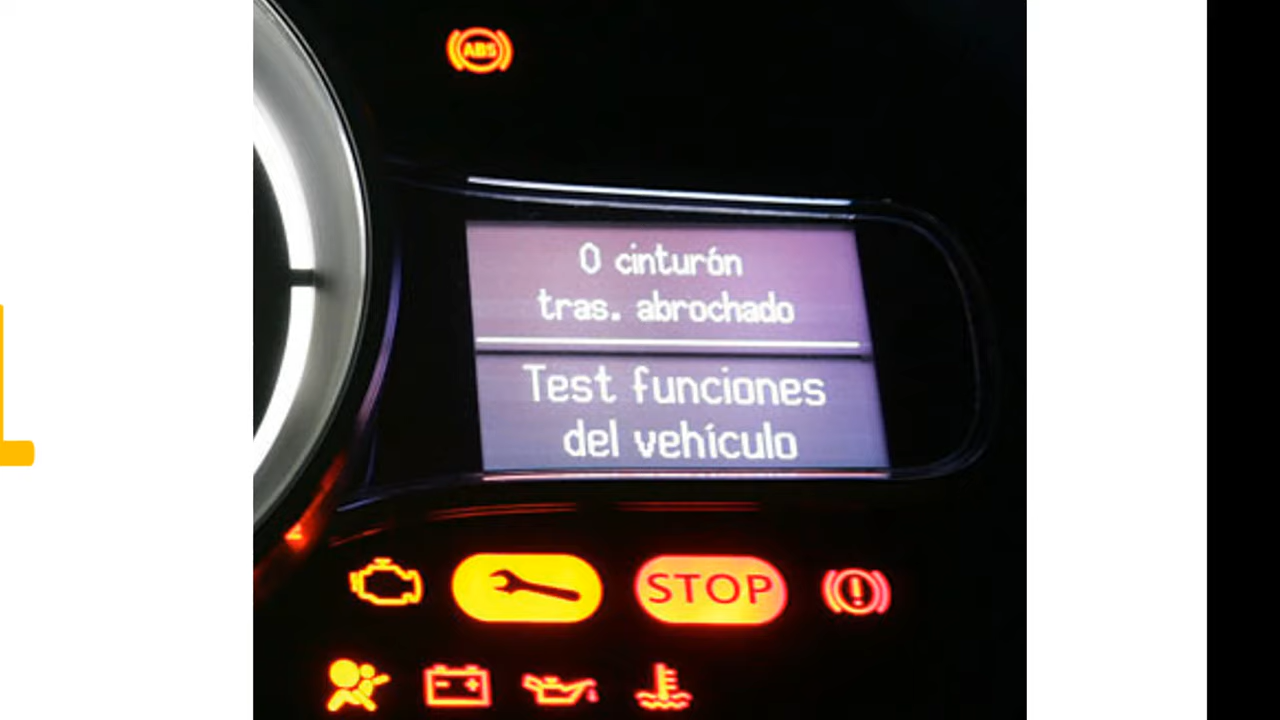 ABS
0 cinturón
tras. abrochado
Test funciones
del vehículo
STOP